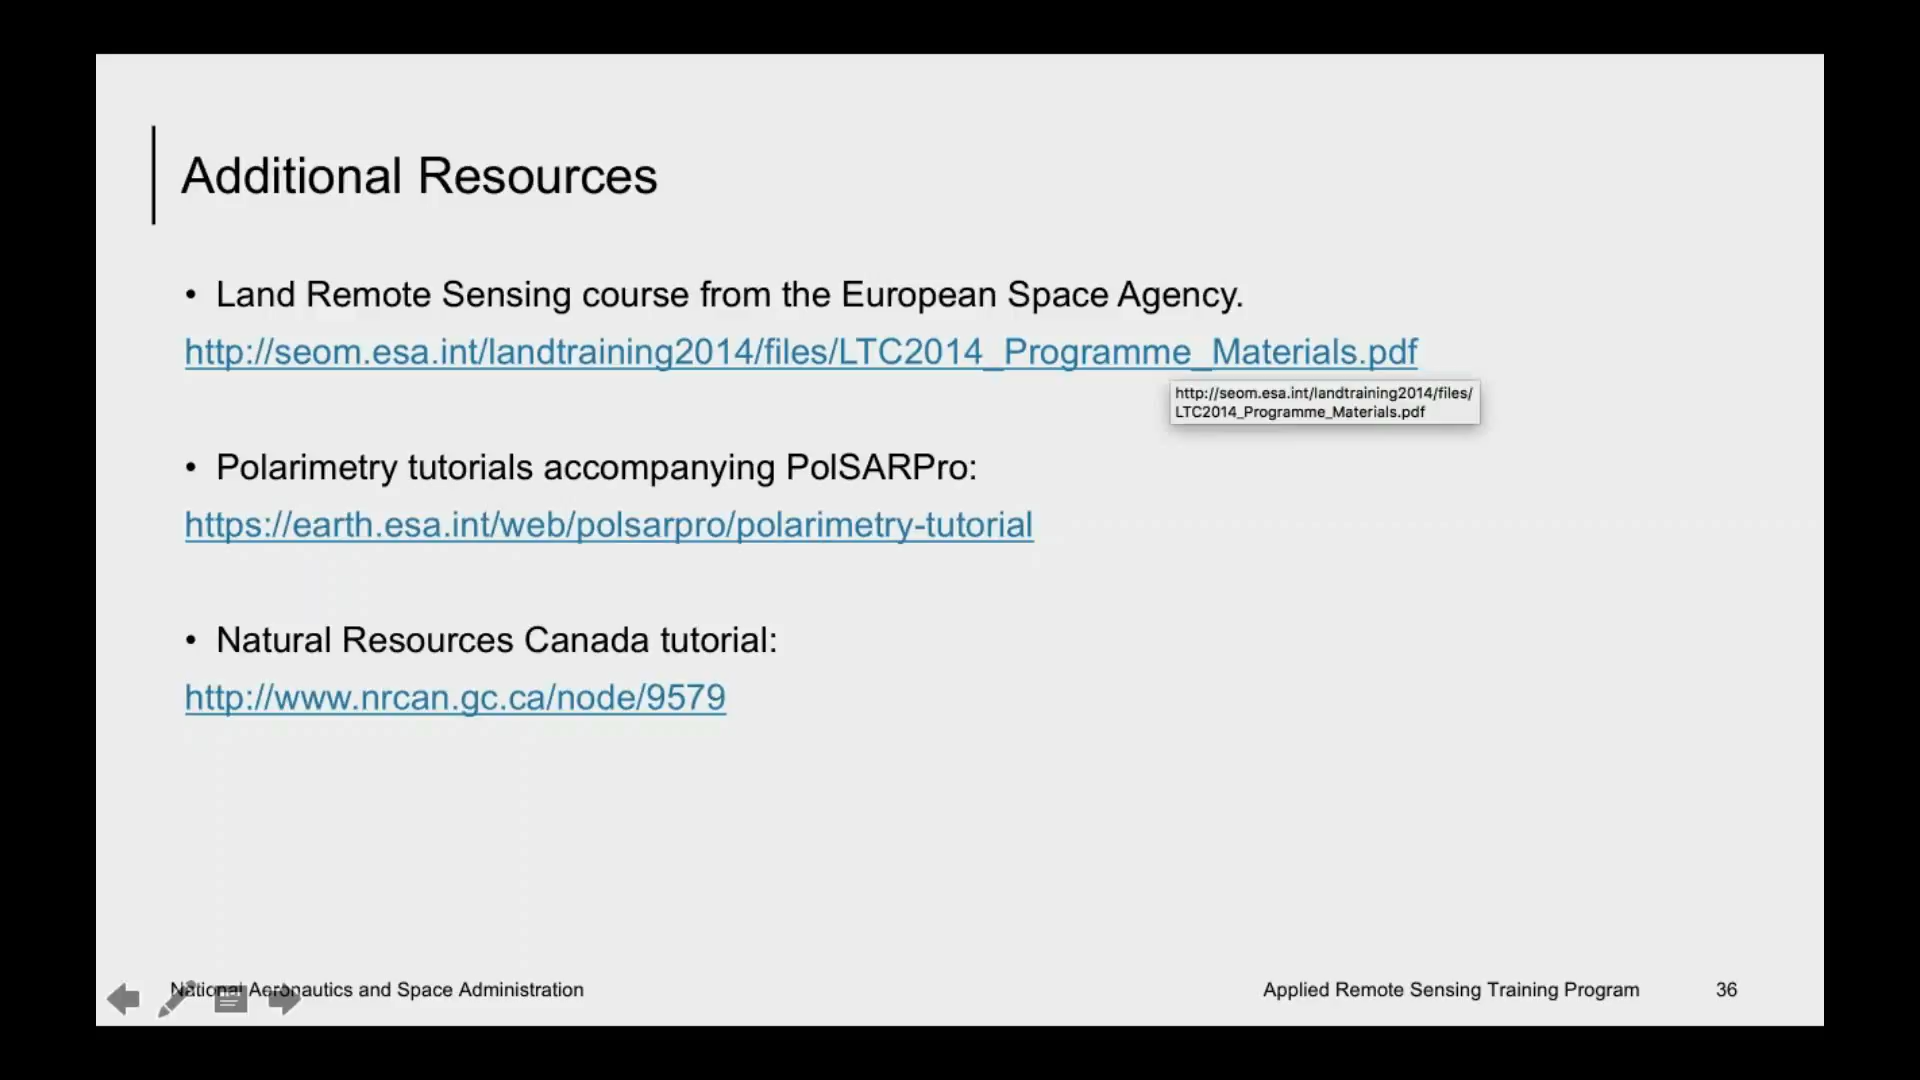 Additional Resources
• Land Remote Sensing course from the European Space Agency.
http://seom.esa.int/landtraining2014/files/LTC2014_Programme_Materials.pdf
http://seom.esa.int/landtraining2014/files/
LTC2014_Programme_Materials.pdf
• Polarimetry tutorials accompanying PolSARPro:
https://earth.esa.int/web/polsarpro/polarimetry-tutorial
• Natural Resources Canada tutorial:
http://www.nrcan.gc.ca/node/9579
National Aeronautics and Space Administration
Applied Remote Sensing Training Program
36